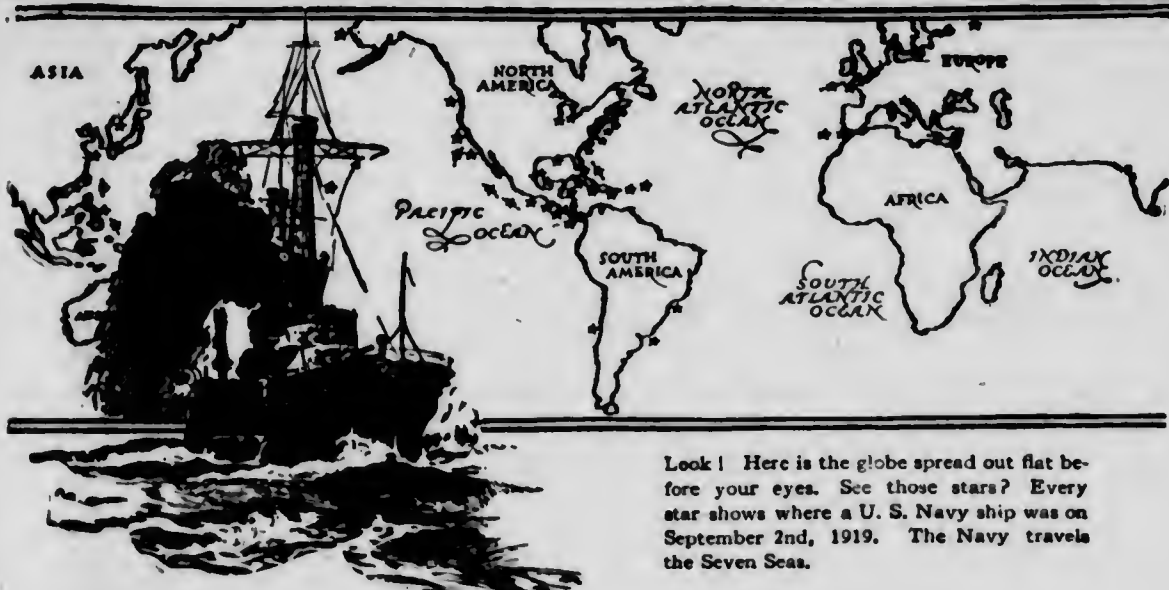 ASIA
NORTH
AMERICA
NORTH
ATLANTIC
OCEAN
EUROPE
AFRICA
PACIFIC
OCEAN
SOUTH
AMERICA
SOUTH
ATLANTIC
OCEAN
INDIAN
OCEAN
Look! Here is the globe spread out flat be-
fore your eyes. See those stars? Every
star shows where a U. S. Navy ship was on
September 2nd, 1919. The Navy travels
the Seven Seas.